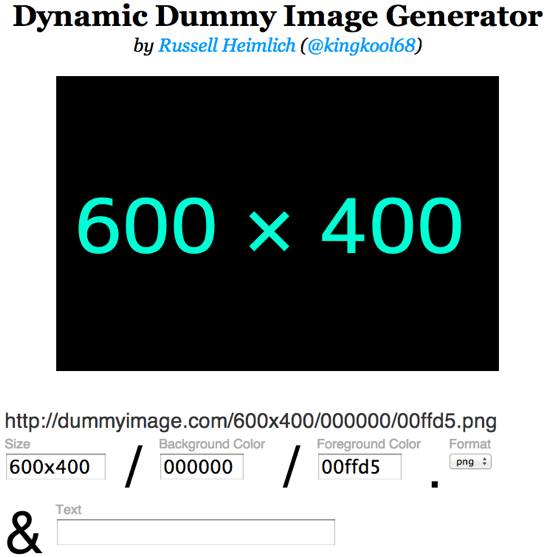 Dynamic Dummy Image Generator
by Russell Heimlich (@kingkool68)
600 × 400
http://dummyimage.com/600x400/000000/00ffd5.png
Size Background Color Foreground Color Format
600x400 / 000000 / 00ffd5 . png
& Text